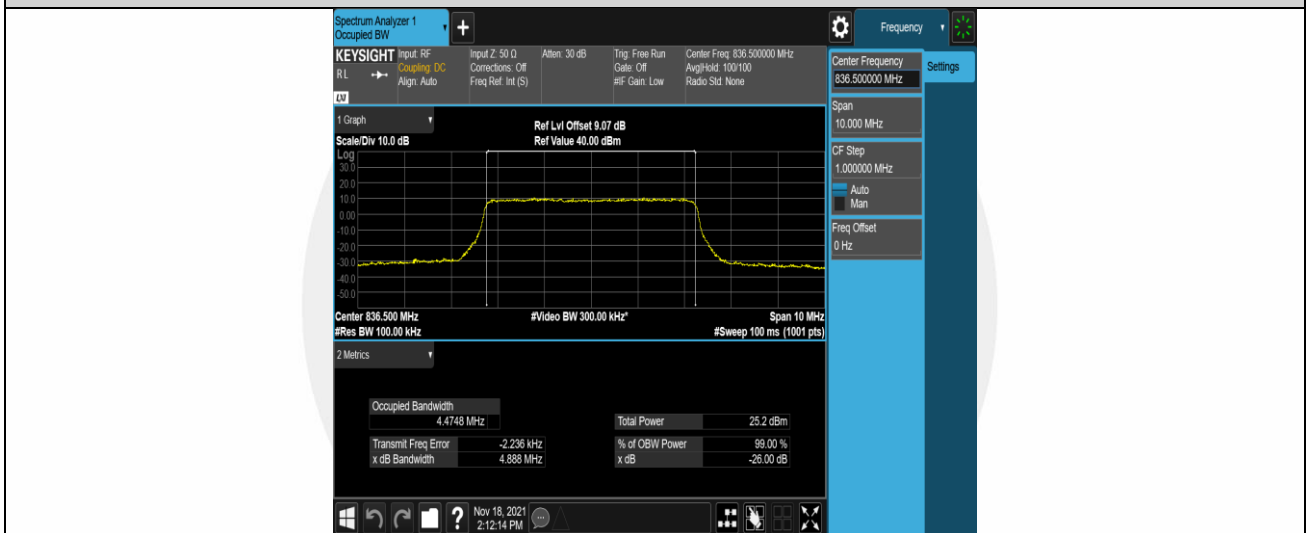 Spectrum Analyzer 1
Occupied BW
+
Frequency
KEYSIGHT
R L
LXI
Input: RF
Coupling: DC
Align: Auto
Input Z: 50 Ω
Corrections: Off
Freq Ref: Int (S)
Atten: 30 dB
Trig: Free Run
Gate: Off
#IF Gain: Low
Center Freq: 836.500000 MHz
Avg|Hold: 100/100
Radio Std: None
Center Frequency
836.500000 MHz
Settings
Span
10.000 MHz
CF Step
1.000000 MHz
Auto
Man
Freq Offset
0 Hz
1 Graph
Scale/Div 10.0 dB
Ref Lvl Offset 9.07 dB
Ref Value 40.00 dBm
Log
30.0
20.0
10.0
0.00
-10.0
-20.0
-30.0
-40.0
-50.0
Center 836.500 MHz
#Video BW 300.00 kHz*
Span 10 MHz
#Res BW 100.00 kHz
#Sweep 100 ms (1001 pts)
2 Metrics
Occupied Bandwidth
4.4748 MHz
Total Power 25.2 dBm
Transmit Freq Error -2.236 kHz
% of OBW Power 99.00 %
x dB Bandwidth 4.888 MHz
x dB -26.00 dB
?
Nov 18, 2021
2:12:14 PM